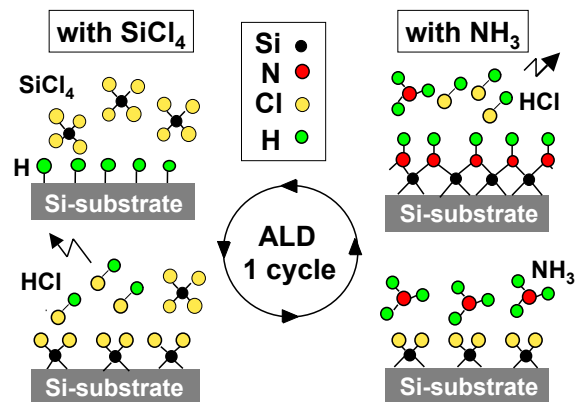 with SiCl4
SiCl4
H
Si-substrate
HCl
Si-substrate
Si
N
Cl
H
ALD
1 cycle
with NH3
HCl
Si-substrate
NH3
Si-substrate